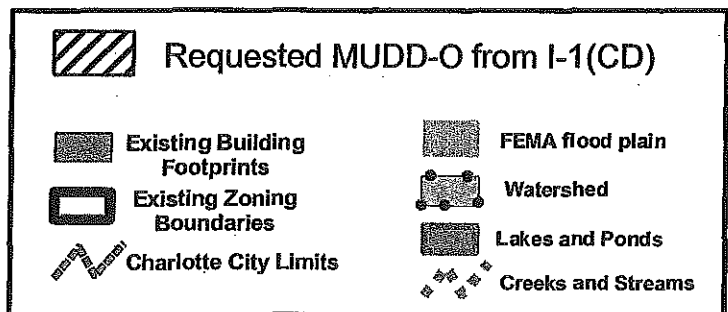 Requested MUDD-O from I-1(CD)
Existing Building
Footprints
Existing Zoning
Boundaries
Charlotte City Limits
FEMA flood plain
Watershed
Lakes and Ponds
Creeks and Streams